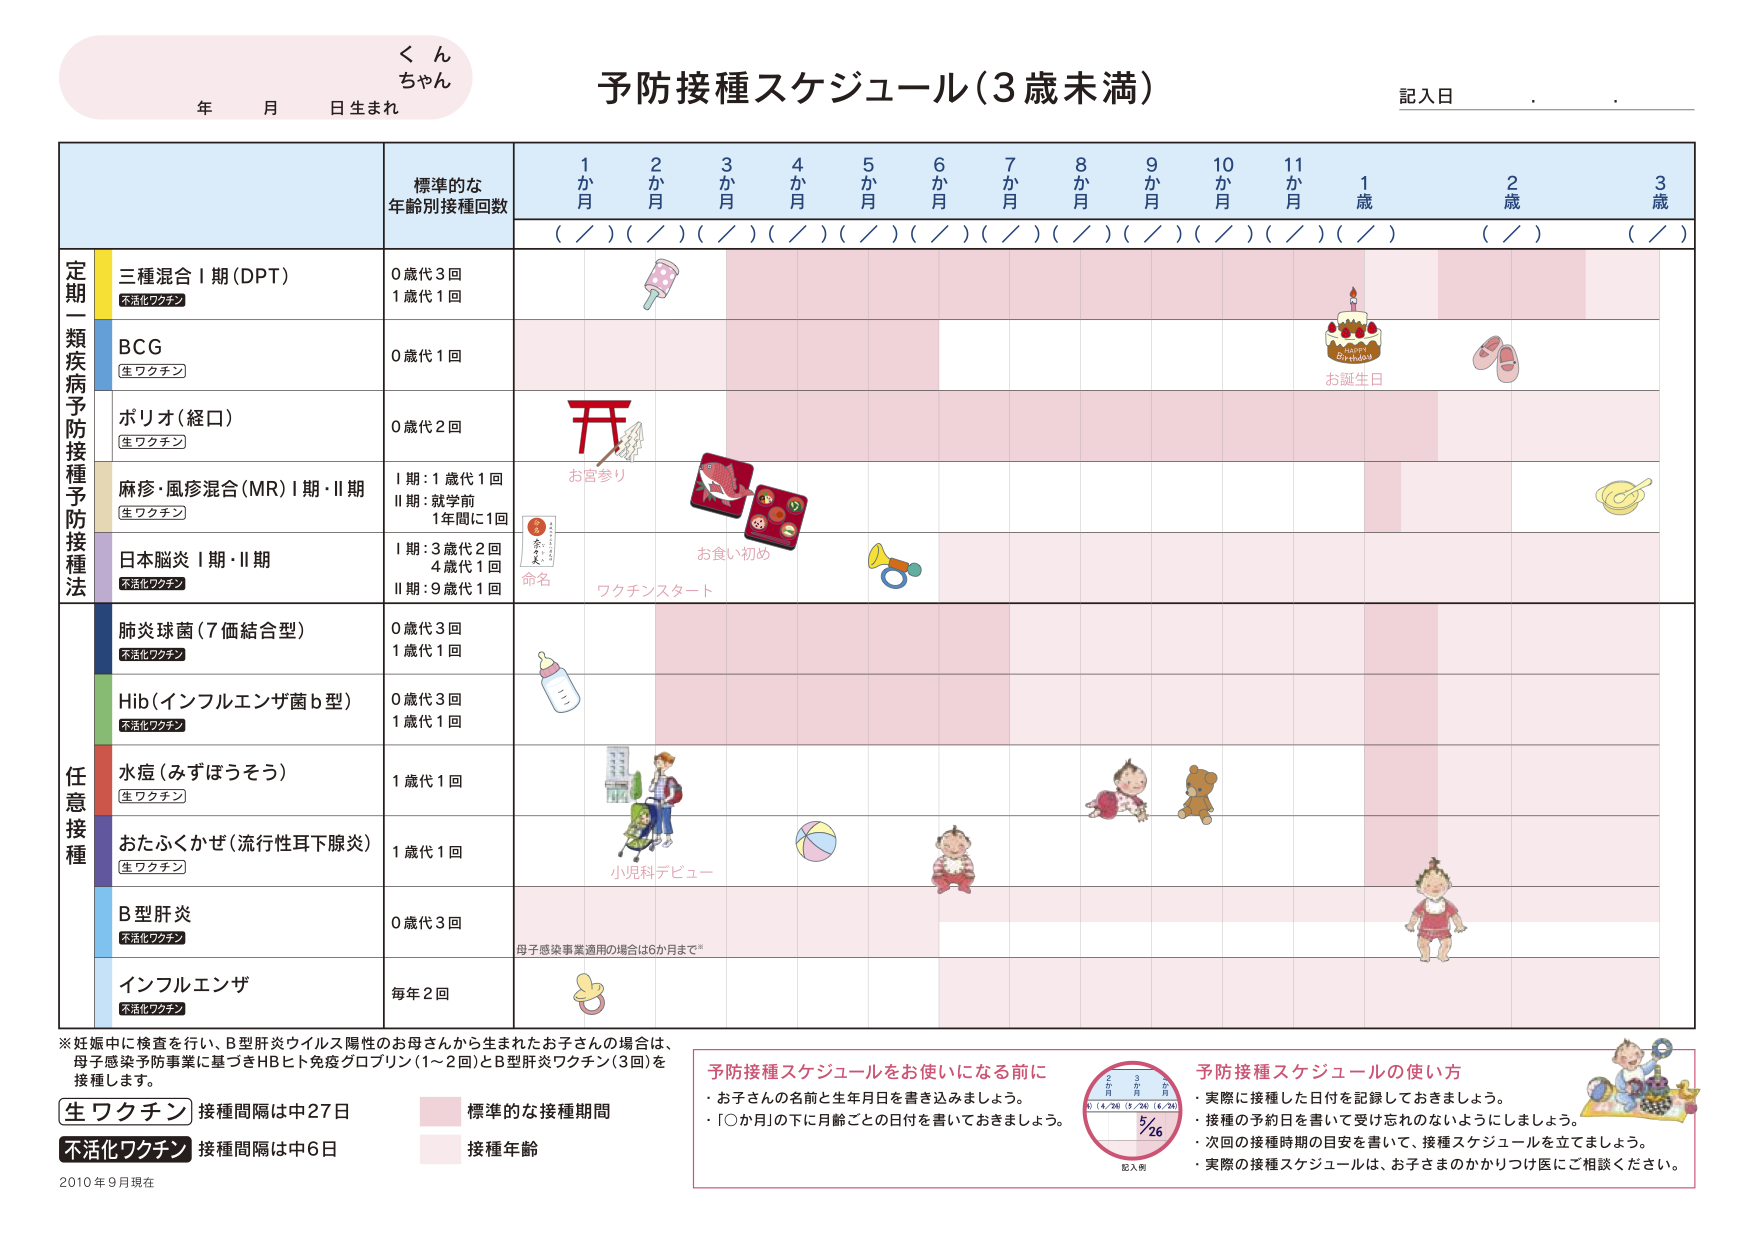 くん
ちゃん
年 月 日生まれ
予防接種スケジュール(3歳未満)
記入日 . .
標準的な
年齢別接種回数
1か月 2か月 3か月 4か月 5か月 6か月 7か月 8か月 9か月 10か月 11か月 1歳 2歳 3歳
( / ) ( / ) ( / ) ( / ) ( / ) ( / ) ( / ) ( / ) ( / ) ( / ) ( / ) ( / ) ( / ) ( / )
定期一類疾病予防接種予防接種法
三種混合Ⅰ期(DPT)
不活化ワクチン
0歳代3回
1歳代1回
BCG
生ワクチン
0歳代1回
HAPPY
Birthday
お誕生日
ポリオ(経口)
生ワクチン
0歳代2回
お宮参り
麻疹・風疹混合(MR)Ⅰ期・Ⅱ期
生ワクチン
Ⅰ期:1歳代1回
Ⅱ期:就学前
1年間に1回
日本脳炎Ⅰ期・Ⅱ期
不活化ワクチン
Ⅰ期:3歳代2回
4歳代1回
Ⅱ期:9歳代1回
命名
奈々美
命名
お食い初め
ワクチンスタート
任意接種
肺炎球菌(7価結合型)
不活化ワクチン
0歳代3回
1歳代1回
Hib(インフルエンザ菌b型)
不活化ワクチン
0歳代3回
1歳代1回
水痘(みずぼうそう)
生ワクチン
1歳代1回
おたふくかぜ(流行性耳下腺炎)
生ワクチン
1歳代1回
小児科デビュー
B型肝炎
不活化ワクチン
0歳代3回
母子感染事業適用の場合は6か月まで※
インフルエンザ
不活化ワクチン
毎年2回
※妊娠中に検査を行い、B型肝炎ウイルス陽性のお母さんから生まれたお子さんの場合は、
母子感染予防事業に基づきHBヒト免疫グロブリン(1〜2回)とB型肝炎ワクチン(3回)を
接種します。
生ワクチン 接種間隔は中27日
不活化ワクチン 接種間隔は中6日
標準的な接種期間
接種年齢
2010年9月現在
予防接種スケジュールをお使いになる前に
・お子さんの名前と生年月日を書き込みましょう。
・「○か月」の下に月齢ごとの日付を書いておきましょう。
2か月 3か月 か月
(4/24) (5/24) (6/24)
5/26
記入例
予防接種スケジュールの使い方
・実際に接種した日付を記録しておきましょう。
・接種の予約日を書いて受け忘れのないようにしましょう。
・次回の接種時期の目安を書いて、接種スケジュールを立てましょう。
・実際の接種スケジュールは、お子さまのかかりつけ医にご相談ください。